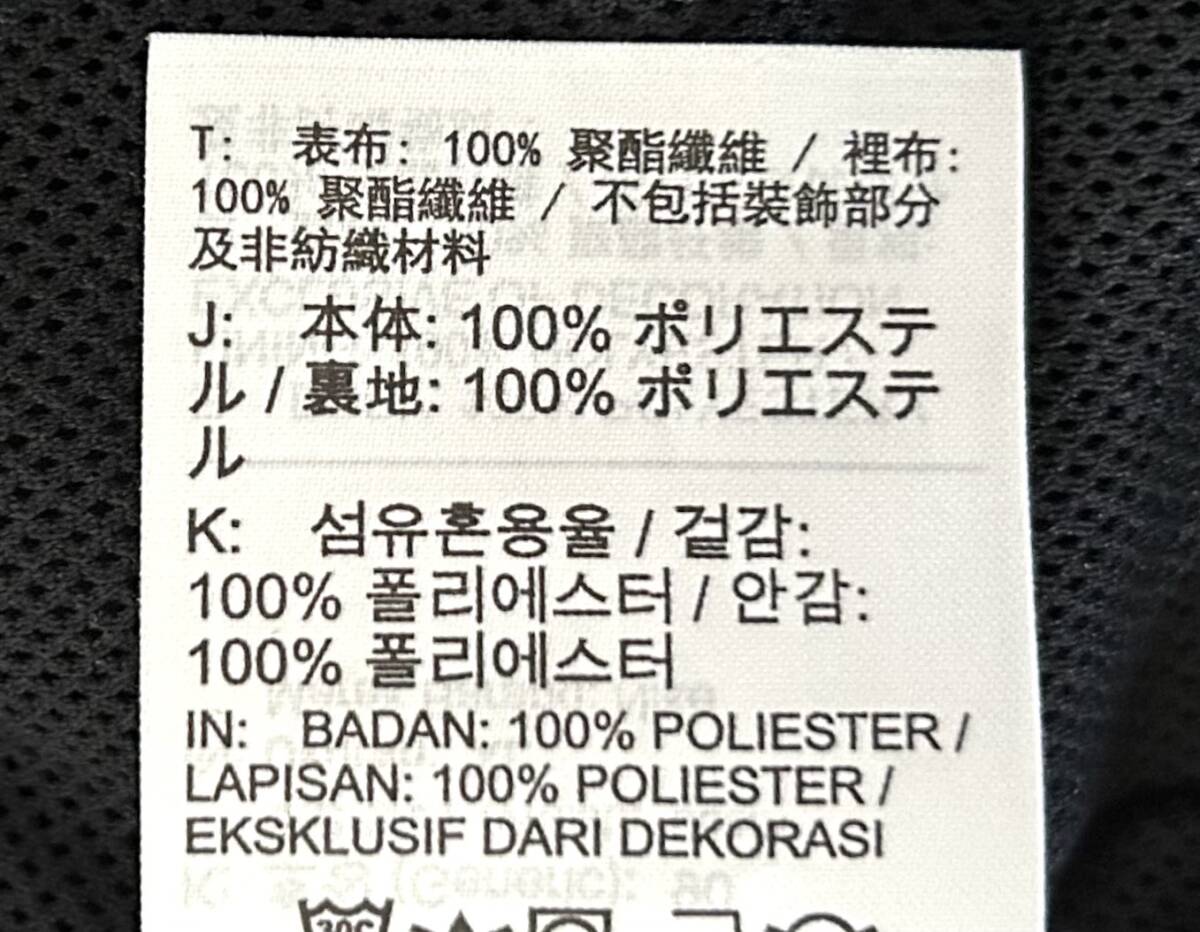 T: 表布: 100% 聚酯纖維 / 裡布:
100% 聚酯纖維 / 不包括裝飾部分
及非紡織材料
J: 本体: 100% ポリエステ
ル / 裏地: 100% ポリエステ
ル
K: 섬유혼용율 / 겉감:
100% 폴리에스터 / 안감:
100% 폴리에스터
IN: BADAN: 100% POLIESTER /
LAPISAN: 100% POLIESTER /
EKSKLUSIF DARI DEKORASI
30C